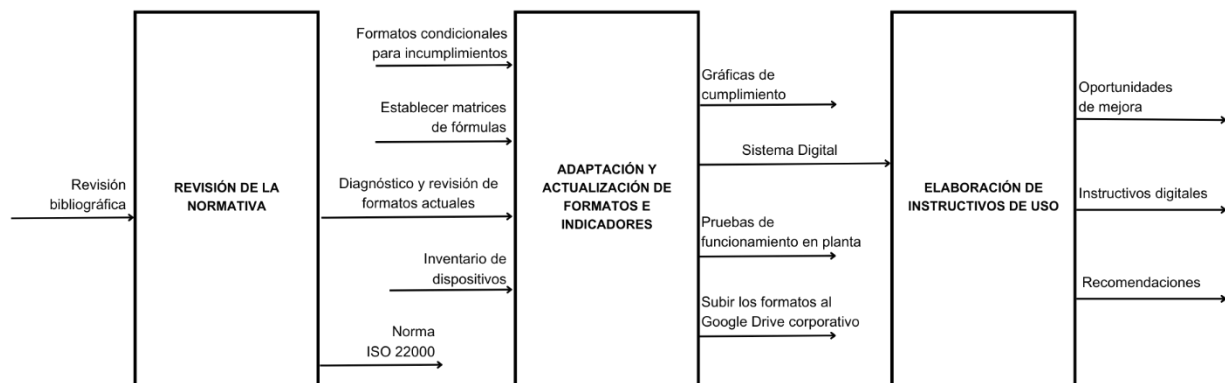 Revisión
bibliográfica
REVISIÓN DE LA
NORMATIVA
Formatos condicionales
para incumplimientos
Establecer matrices
de fórmulas
Diagnóstico y revisión de
formatos actuales
Inventario de
dispositivos
Norma
ISO 22000
ADAPTACIÓN Y
ACTUALIZACIÓN DE
FORMATOS E
INDICADORES
Gráficas de
cumplimiento
Sistema Digital
Pruebas de
funcionamiento en planta
Subir los formatos al
Google Drive corporativo
ELABORACIÓN DE
INSTRUCTIVOS DE USO
Oportunidades
de mejora
Instructivos digitales
Recomendaciones